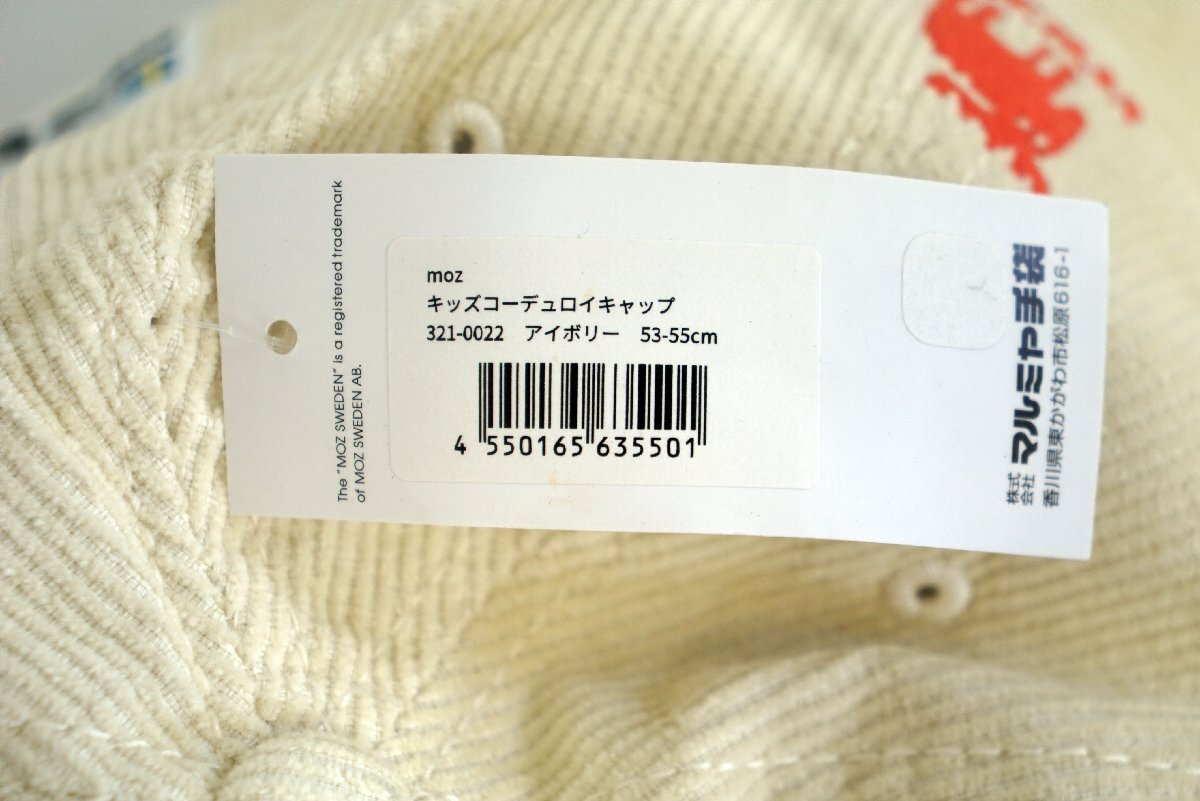 The "MOZ SWEDEN" is a registered trademark
of MOZ SWEDEN AB.
moz
キッズコーデュロイキャップ
321-0022 アイボリー 53-55cm
4 550165 635501
株式会社 マルミヤ手袋
香川県東かがわ市松原616-1